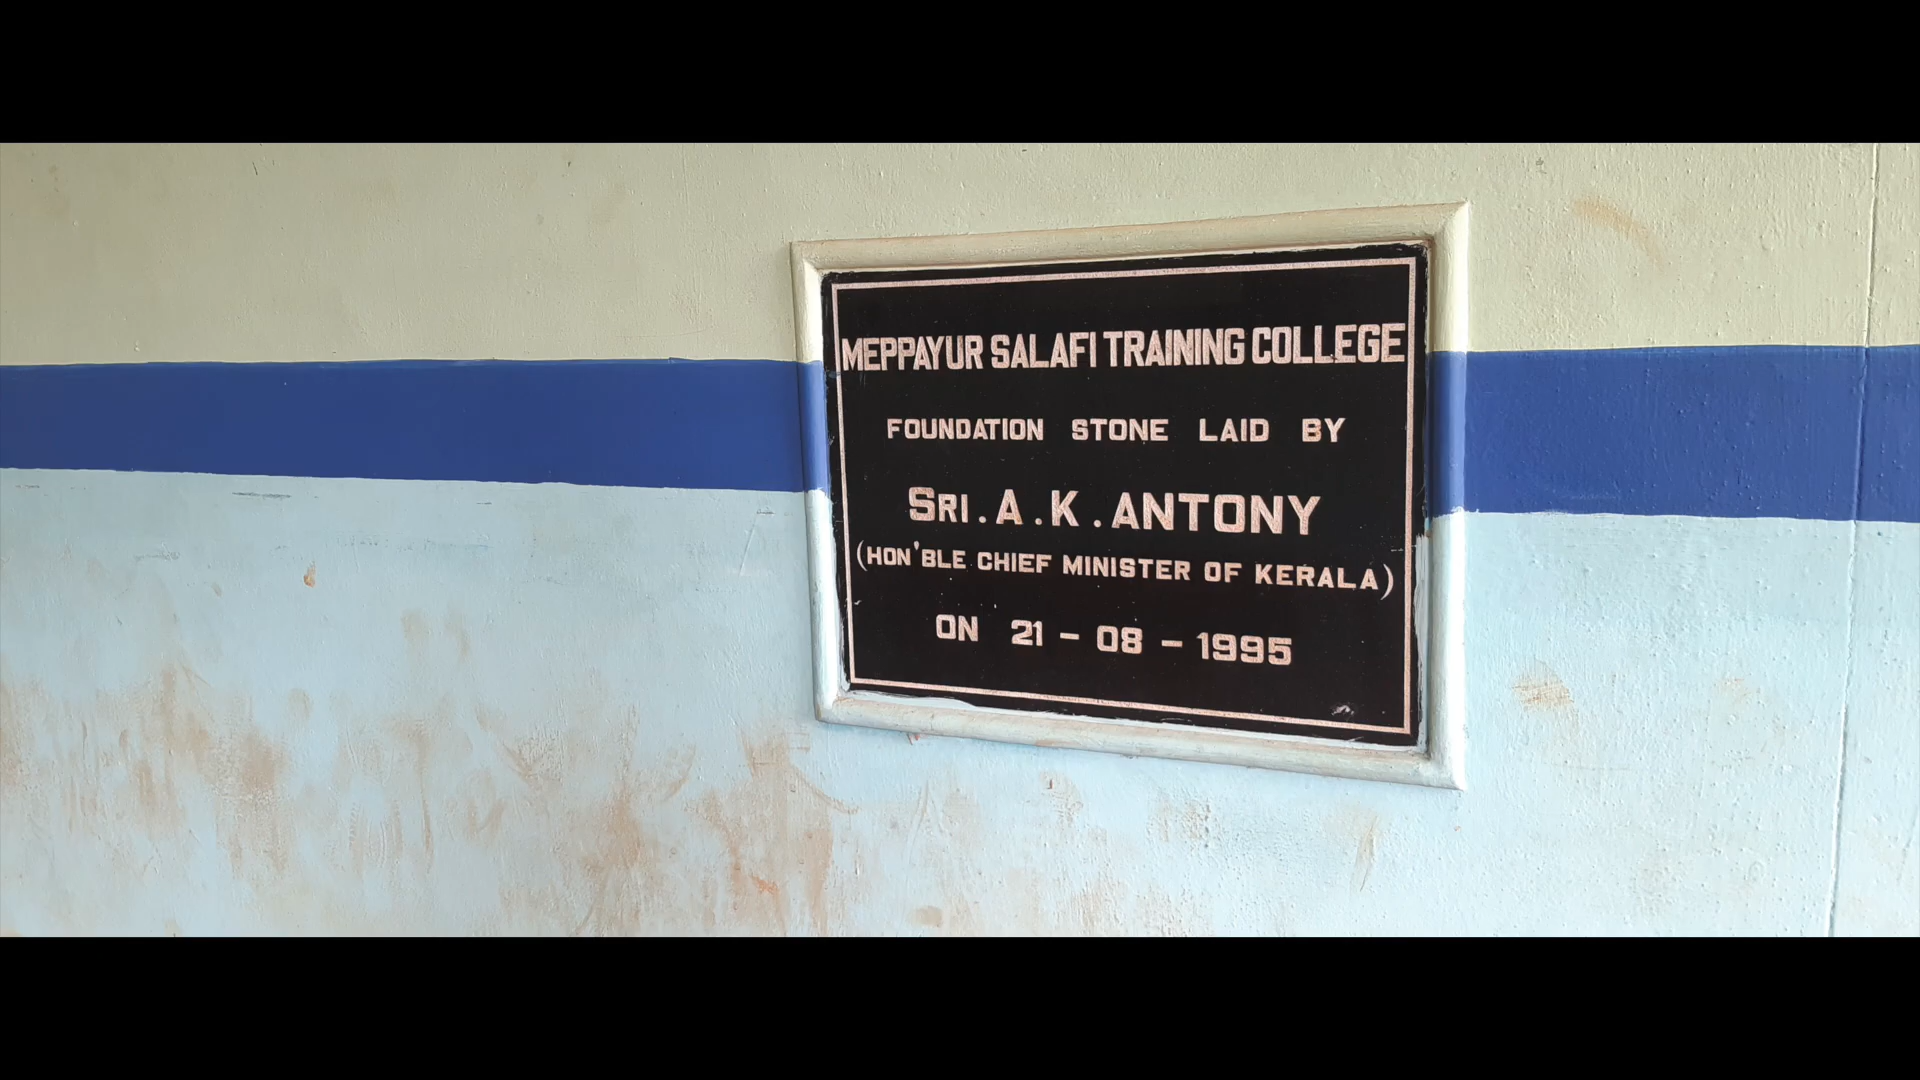 MEPPAYUR SALAFI TRAINING COLLEGE
FOUNDATION STONE LAID BY
SRI. A. K. ANTONY
(HON'BLE CHIEF MINISTER OF KERALA)
ON 21 - 08 - 1995